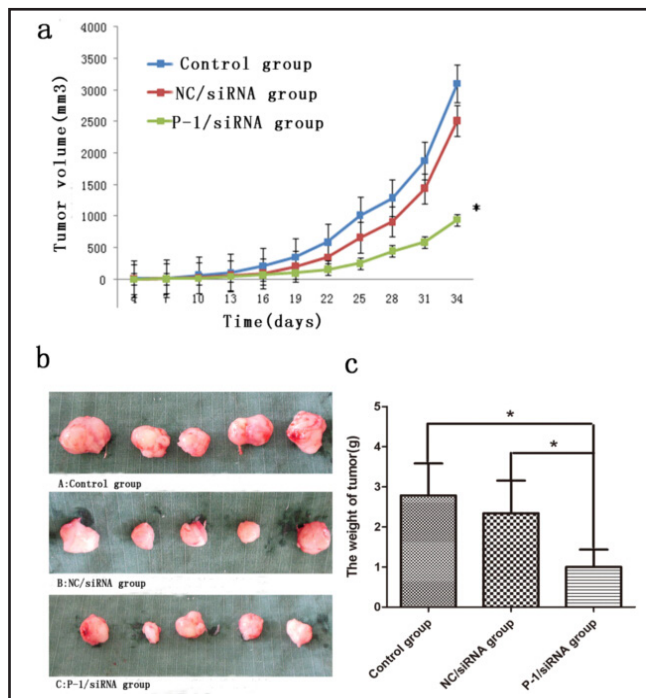 a
4000
3500
3000
2500
2000
1500
1000
500
0
Tumor volume(mm3)
Control group
NC/siRNA group
P-1/siRNA group
*
10 13 16 19 22 25 28 31 34
Time(days)
b
A:Control group
B:NC/siRNA group
C:P-1/siRNA group
c
5
4
3
2
1
0
The weight of tumor(g)
*
*
Control group
NC/siRNA group
P-1/siRNA group